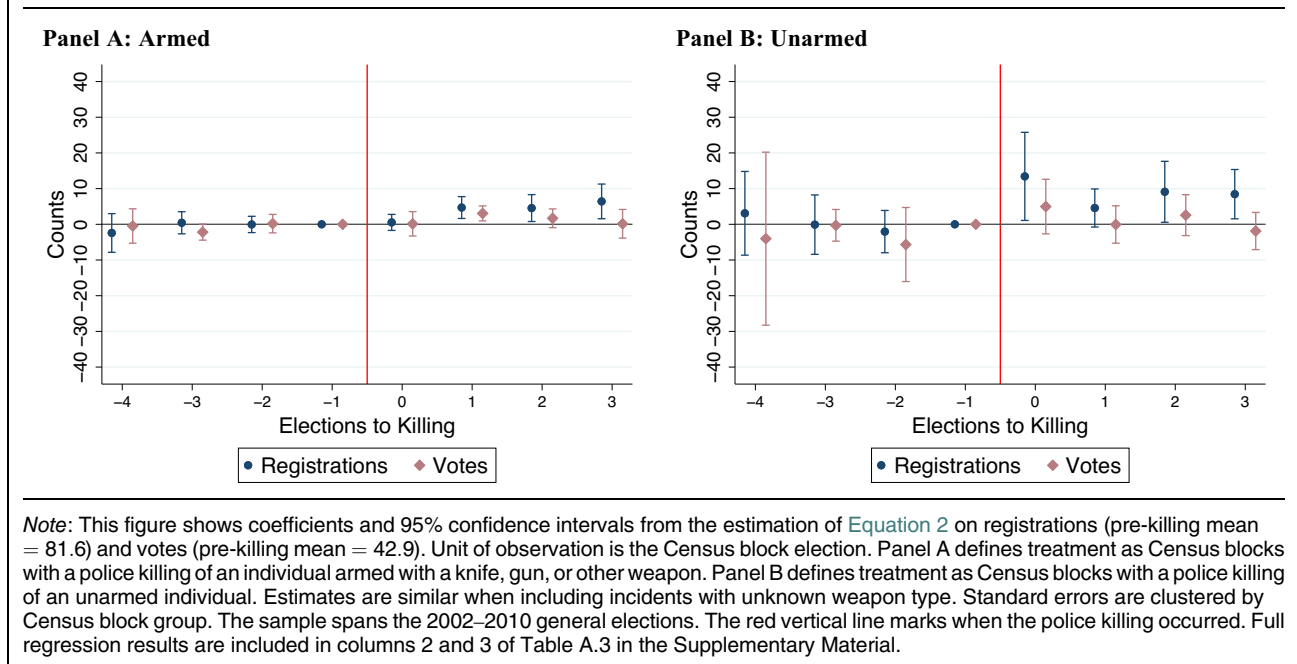 Panel A: Armed
40
30
20
10
0
−10
−20
−30
−40
Counts
−4 −3 −2 −1 0 1 2 3
Elections to Killing
Registrations Votes
Panel B: Unarmed
40
30
20
10
0
−10
−20
−30
−40
Counts
−4 −3 −2 −1 0 1 2 3
Elections to Killing
Registrations Votes
Note: This figure shows coefficients and 95% confidence intervals from the estimation of Equation 2 on registrations (pre-killing mean
= 81.6) and votes (pre-killing mean = 42.9). Unit of observation is the Census block election. Panel A defines treatment as Census blocks
with a police killing of an individual armed with a knife, gun, or other weapon. Panel B defines treatment as Census blocks with a police killing
of an unarmed individual. Estimates are similar when including incidents with unknown weapon type. Standard errors are clustered by
Census block group. The sample spans the 2002–2010 general elections. The red vertical line marks when the police killing occurred. Full
regression results are included in columns 2 and 3 of Table A.3 in the Supplementary Material.